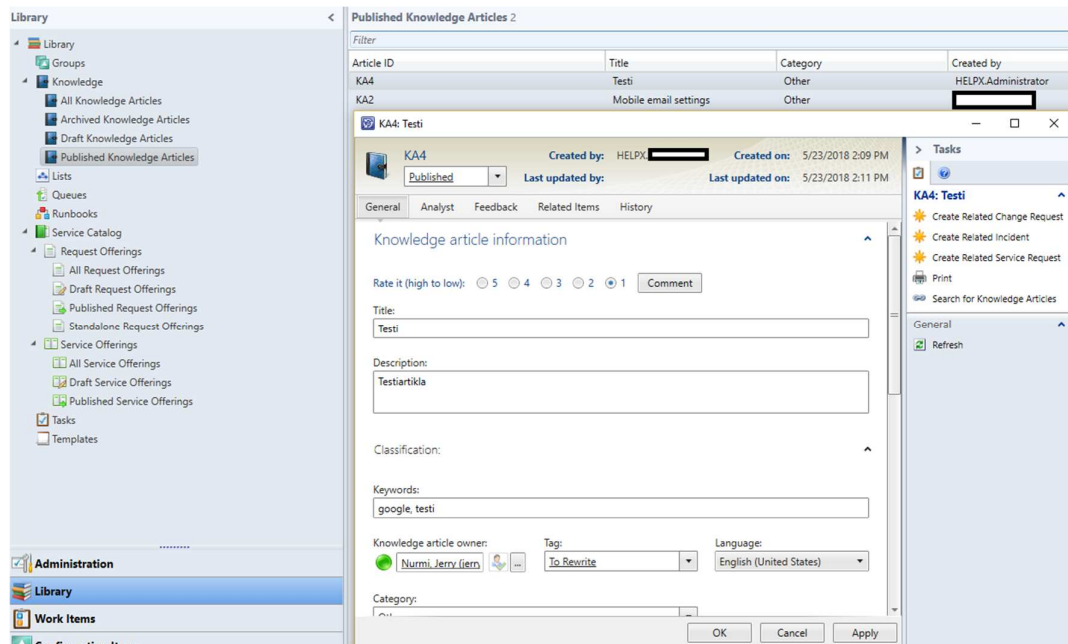 Library
Library
Groups
Knowledge
All Knowledge Articles
Archived Knowledge Articles
Draft Knowledge Articles
Published Knowledge Articles
Lists
Queues
Runbooks
Service Catalog
Request Offerings
All Request Offerings
Draft Request Offerings
Published Request Offerings
Standalone Request Offerings
Service Offerings
All Service Offerings
Draft Service Offerings
Published Service Offerings
Tasks
Templates
Administration
Library
Work Items
Published Knowledge Articles 2
Filter
Article ID Title Category Created by
KA4 Testi Other HELPX.Administrator
KA2 Mobile email settings Other
KA4: Testi
KA4 Created by: HELPX. Created on: 5/23/2018 2:09 PM
Published Last updated by: Last updated on: 5/23/2018 2:11 PM
General Analyst Feedback Related Items History
Knowledge article information
Rate it (high to low): 5 4 3 2 1 Comment
Title:
Testi
Description:
Testiartikla
Classification:
Keywords:
google, testi
Knowledge article owner: Tag: Language:
Nurmi, Jerry (jern ... To Rewrite English (United States)
Category:
OK Cancel Apply
Tasks
KA4: Testi
Create Related Change Request
Create Related Incident
Create Related Service Request
Print
Search for Knowledge Articles
General
Refresh